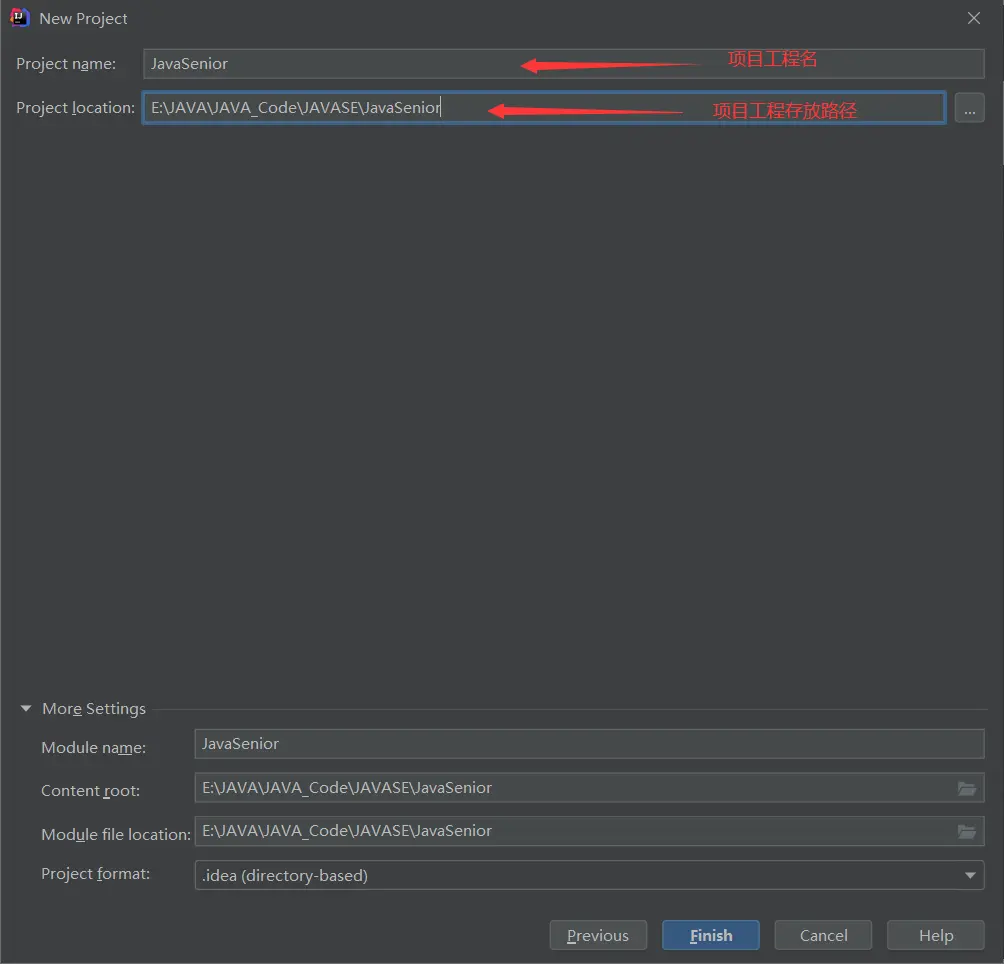 New Project
Project name: JavaSenior 项目工程名
Project location: E:\JAVA\JAVA_Code\JAVASE\JavaSenior 项目工程存放路径 ...
More Settings
Module name: JavaSenior
Content root: E:\JAVA\JAVA_Code\JAVASE\JavaSenior
Module file location: E:\JAVA\JAVA_Code\JAVASE\JavaSenior
Project format: .idea (directory-based)
Previous Finish Cancel Help